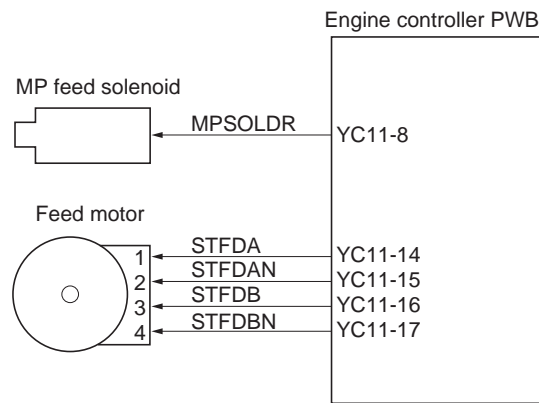 Engine controller PWB
MP feed solenoid
MPSOLDR
YC11-8
Feed motor
1
STFDA
YC11-14
2
STFDAN
YC11-15
3
STFDB
YC11-16
4
STFDBN
YC11-17